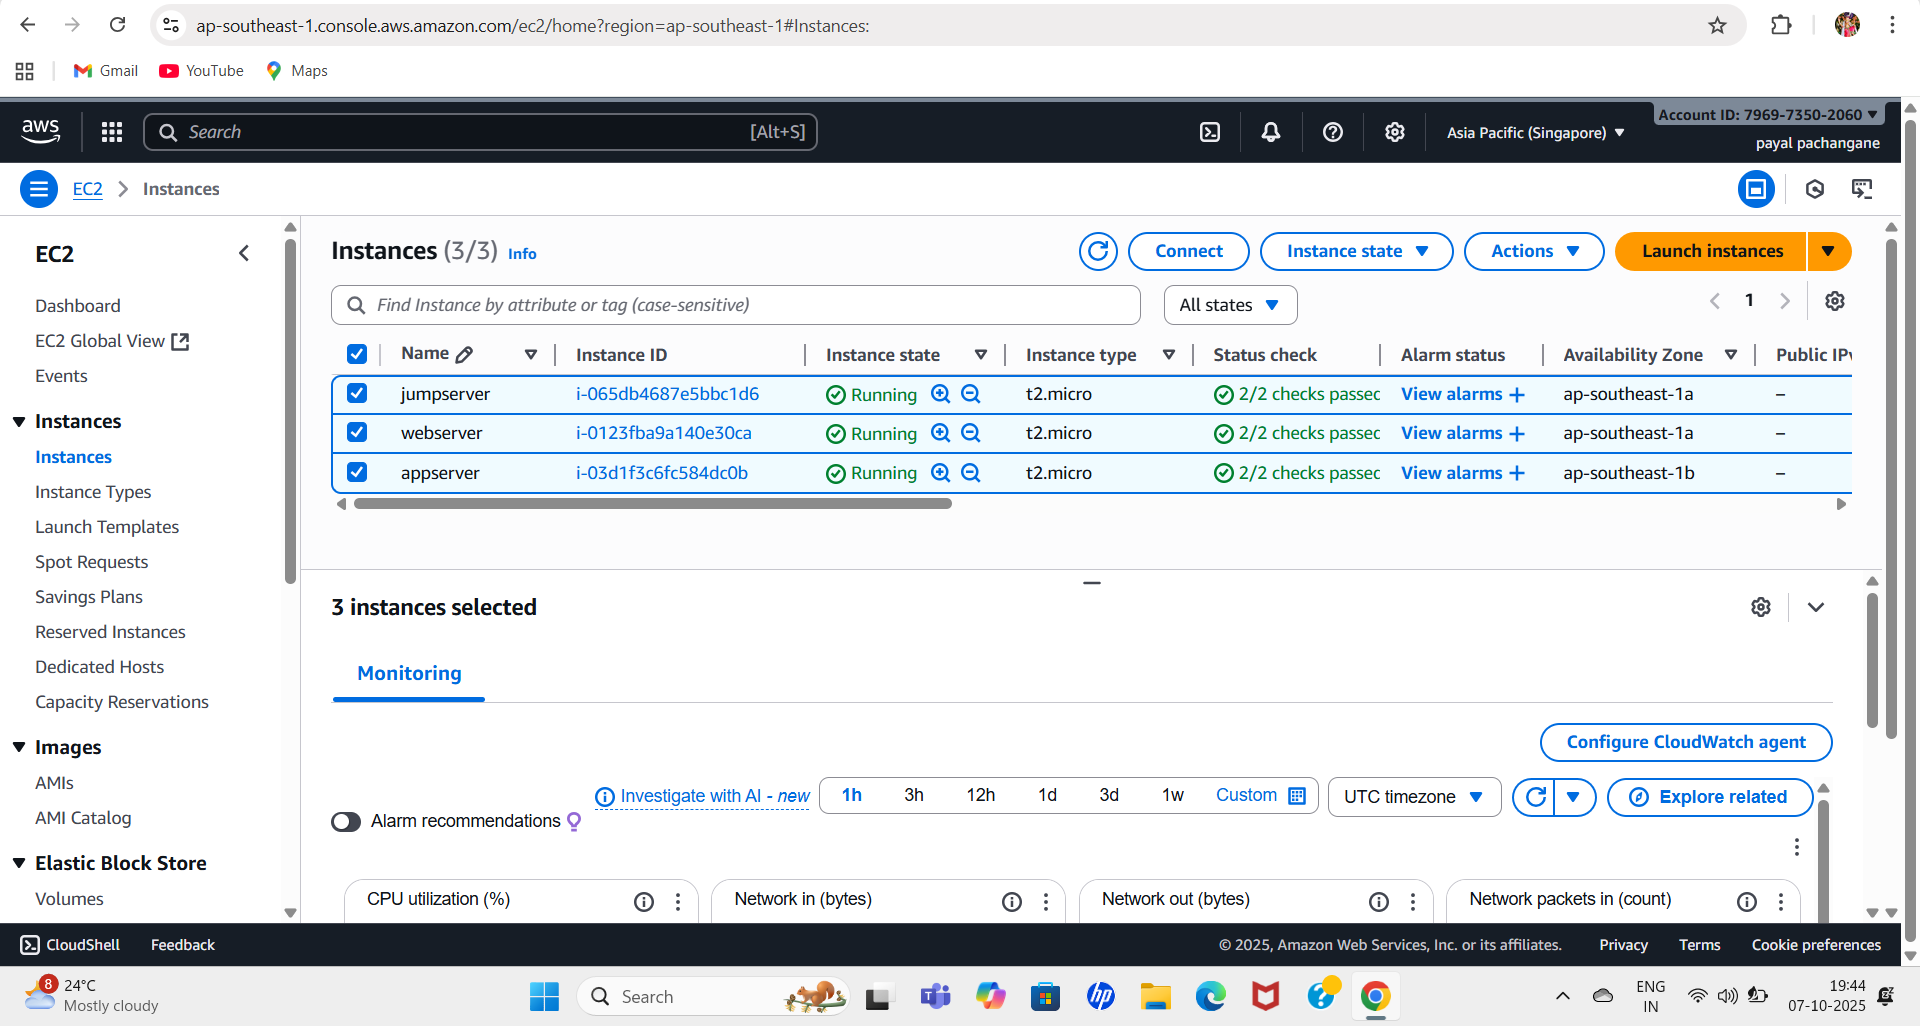 ap-southeast-1.console.aws.amazon.com/ec2/home?region=ap-southeast-1#Instances:
Gmail YouTube Maps
aws Search [Alt+S] Asia Pacific (Singapore) Account ID: 7969-7350-2060
payal pachangane
EC2 Instances
EC2
Dashboard
EC2 Global View
Events
Instances
Instances
Instance Types
Launch Templates
Spot Requests
Savings Plans
Reserved Instances
Dedicated Hosts
Capacity Reservations
Images
AMIs
AMI Catalog
Elastic Block Store
Volumes
Instances (3/3) Info Connect Instance state Actions Launch instances
Find Instance by attribute or tag (case-sensitive) All states 1
Name Instance ID Instance state Instance type Status check Alarm status Availability Zone Public IPv
jumpserver i-065db4687e5bbc1d6 Running t2.micro 2/2 checks passec View alarms + ap-southeast-1a –
webserver i-0123fba9a140e30ca Running t2.micro 2/2 checks passec View alarms + ap-southeast-1a –
appserver i-03d1f3c6fc584dc0b Running t2.micro 2/2 checks passec View alarms + ap-southeast-1b –
3 instances selected
Monitoring
Configure CloudWatch agent
Investigate with AI - new 1h 3h 12h 1d 3d 1w Custom UTC timezone Explore related
Alarm recommendations
CPU utilization (%) Network in (bytes) Network out (bytes) Network packets in (count)
CloudShell Feedback © 2025, Amazon Web Services, Inc. or its affiliates. Privacy Terms Cookie preferences
8 24°C
Mostly cloudy
Search
hp
ENG
IN
19:44
07-10-2025